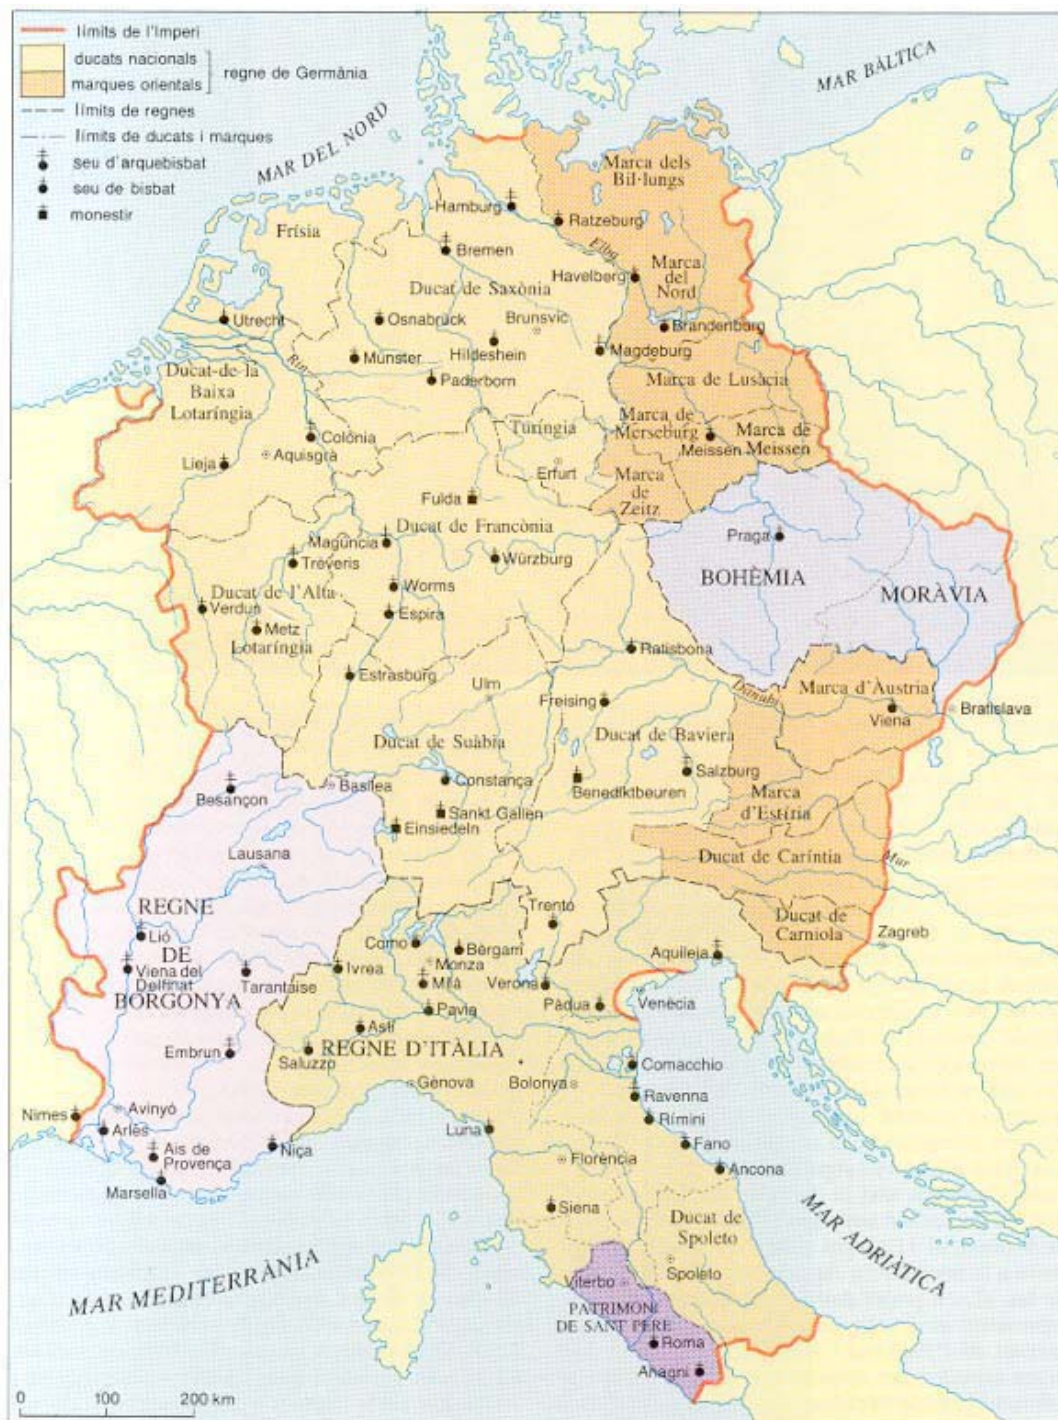 límits de l'Imperi
ducats nacionals
marques orientals
regne de Germània
límits de regnes
límits de ducats i marques
seu d'arquebisbat
seu de bisbat
monestir
MAR DEL NORD
MAR BÀLTICA
Marca dels
Bil·lungs
Hamburg
Ratzeburg
Frísia
Elba
Bremen
Havelberg
Marca
del
Nord
Ducat de Saxònia
Utrecht
Osnabrück
Brunsvic
Brandenburg
Hildeshein
Magdeburg
Münster
Rin
Paderborn
Ducat de la
Baixa
Lotaríngia
Marca de Lusàcia
Turíngia
Marca de
Merseburg
Marca de
Meissen
Meissen
Colònia
Aquisgrà
Lieja
Erfurt
Marca
de
Zeitz
Fulda
Ducat de Francònia
Praga
Magúncia
Würzburg
Trèveris
BOHÈMIA
MORÀVIA
Ducat de l'Alta
Lotaríngia
Worms
Verdun
Espira
Metz
Ratisbona
Estrasburg
Ulm
Freising
Danubi
Marca d'Àustria
Viena
Bratislava
Ducat de Suàbia
Ducat de Baviera
Besançon
Basilea
Constança
Benediktbeuren
Salzburg
Marca
d'Estíria
Sankt Gallen
Einsiedeln
Lausana
Ducat de Caríntia
Mur
REGNE
DE
BORGONYA
Lió
Viena del
Delfinat
Tarantaise
Trento
Ducat de
Carniola
Zagreb
Como
Bèrgam
Monza
Ivrea
Milà
Verona
Aquileja
Pàdua
Venècia
Pavia
Asti
REGNE D'ITÀLIA
Embrun
Saluzzo
Comacchio
Gènova
Bolonya
Ravenna
Nimes
Avinyó
Arles
Luna
Rímini
Ais de
Provença
Niça
Fano
Marsella
Florència
Ancona
Siena
Ducat de
Spoleto
Spoleto
MAR ADRIÀTICA
MAR MEDITERRÀNIA
Viterbo
PATRIMONI
DE SANT PERE
Roma
Anagni
0 100 200 km